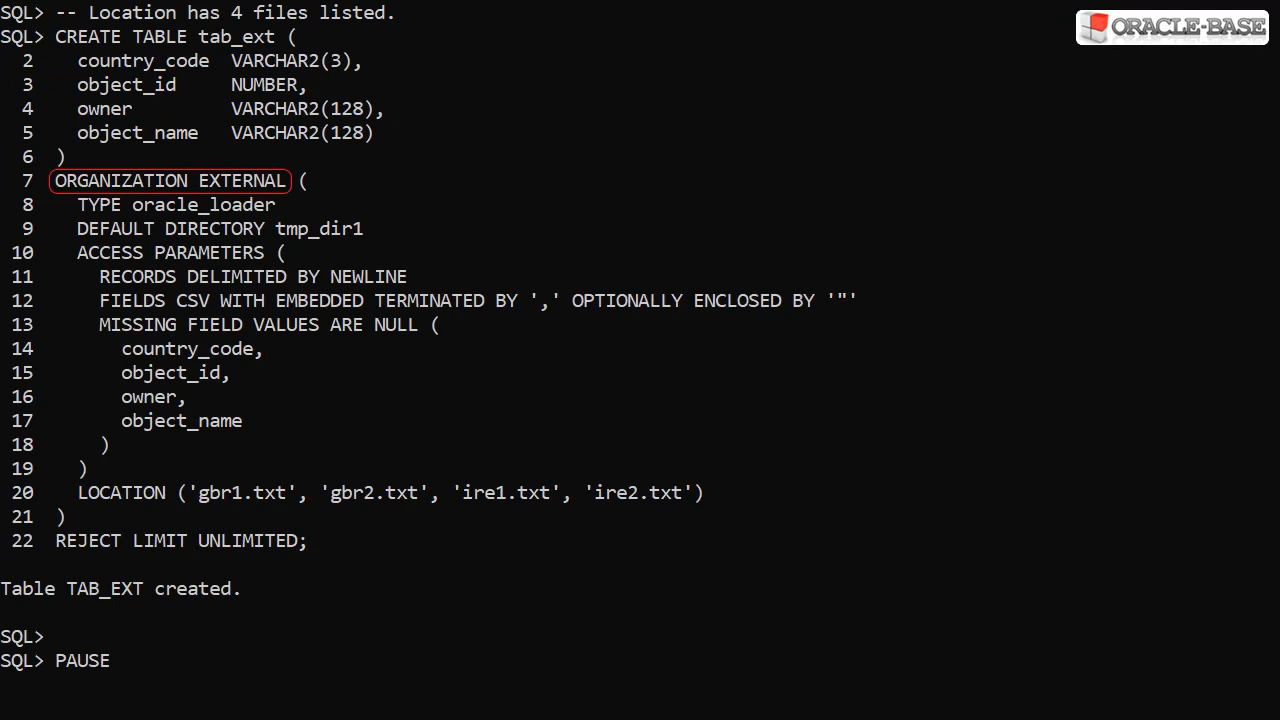 SQL> -- Location has 4 files listed.
ORACLE-BASE
SQL> CREATE TABLE tab_ext (
  2    country_code  VARCHAR2(3),
  3    object_id     NUMBER,
  4    owner         VARCHAR2(128),
  5    object_name   VARCHAR2(128)
  6  )
  7  ORGANIZATION EXTERNAL (
  8    TYPE oracle_loader
  9    DEFAULT DIRECTORY tmp_dir1
 10    ACCESS PARAMETERS (
 11      RECORDS DELIMITED BY NEWLINE
 12      FIELDS CSV WITH EMBEDDED TERMINATED BY ',' OPTIONALLY ENCLOSED BY '"'
 13      MISSING FIELD VALUES ARE NULL (
 14        country_code,
 15        object_id,
 16        owner,
 17        object_name
 18      )
 19    )
 20    LOCATION ('gbr1.txt', 'gbr2.txt', 'ire1.txt', 'ire2.txt')
 21  )
 22  REJECT LIMIT UNLIMITED;
Table TAB_EXT created.
SQL>
SQL> PAUSE